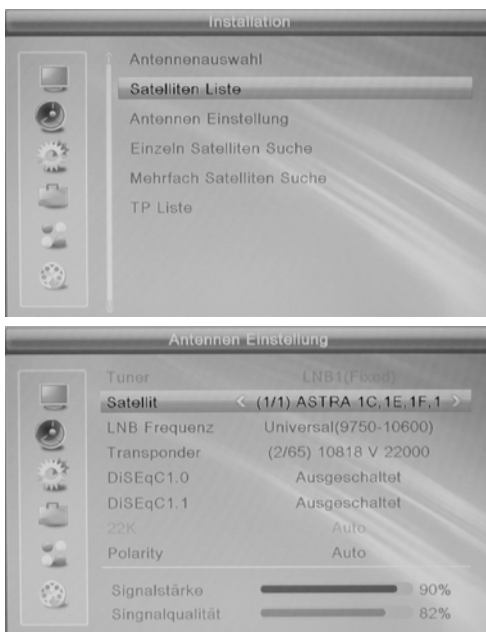 Installation
Antennenauswahl
Satelliten Liste
Antennen Einstellung
Einzeln Satelliten Suche
Mehrfach Satelliten Suche
TP Liste
Antennen Einstellung
Tuner LNB1(Fixed)
Satellit < (1/1) ASTRA 1C,1E,1F,1 >
LNB Frequenz Universal(9750-10600)
Transponder (2/65) 10818 V 22000
DiSEqC1.0 Ausgeschaltet
DiSEqC1.1 Ausgeschaltet
22K Auto
Polarity Auto
Signalstärke 90%
Singnalqualität 82%